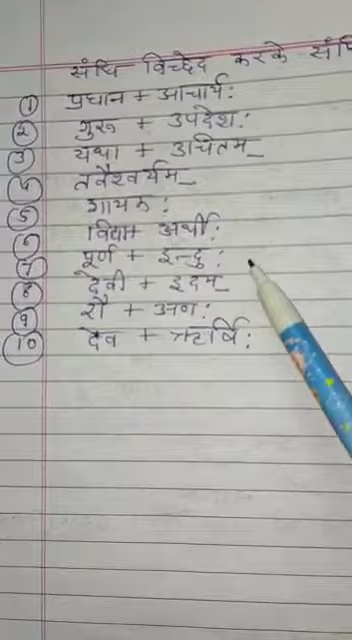 संधि विच्छेद करके संधि
① प्रधान + आचार्य:
② गुरू + उपदेश:
③ यथा + उचितम्
④ तवैश्वर्यम्
⑤ गायक:
⑥ विद्या + अर्थी:
⑦ पूर्ण + इन्दु:
⑧ देवी + इदम्
⑨ रौ + अण:
⑩ देव + ऋर्षि: